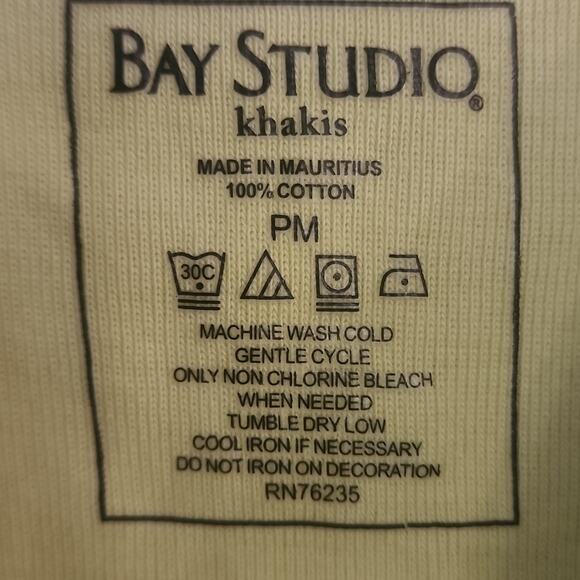 BAY STUDIO®
khakis
MADE IN MAURITIUS
100% COTTON
PM
30C
MACHINE WASH COLD
GENTLE CYCLE
ONLY NON CHLORINE BLEACH
WHEN NEEDED
TUMBLE DRY LOW
COOL IRON IF NECESSARY
DO NOT IRON ON DECORATION
RN76235